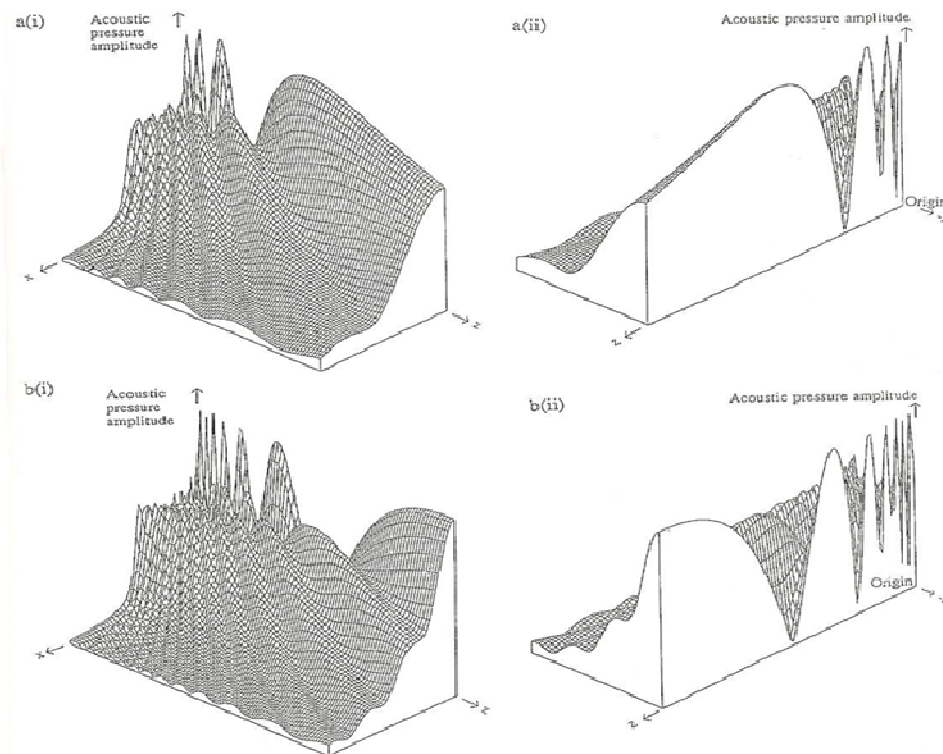 a(i)
Acoustic
pressure
amplitude
z
a(ii)
Acoustic pressure amplitude
Origin
z
b(i)
Acoustic
pressure
amplitude
x
z
b(ii)
Acoustic pressure amplitude
Origin
z